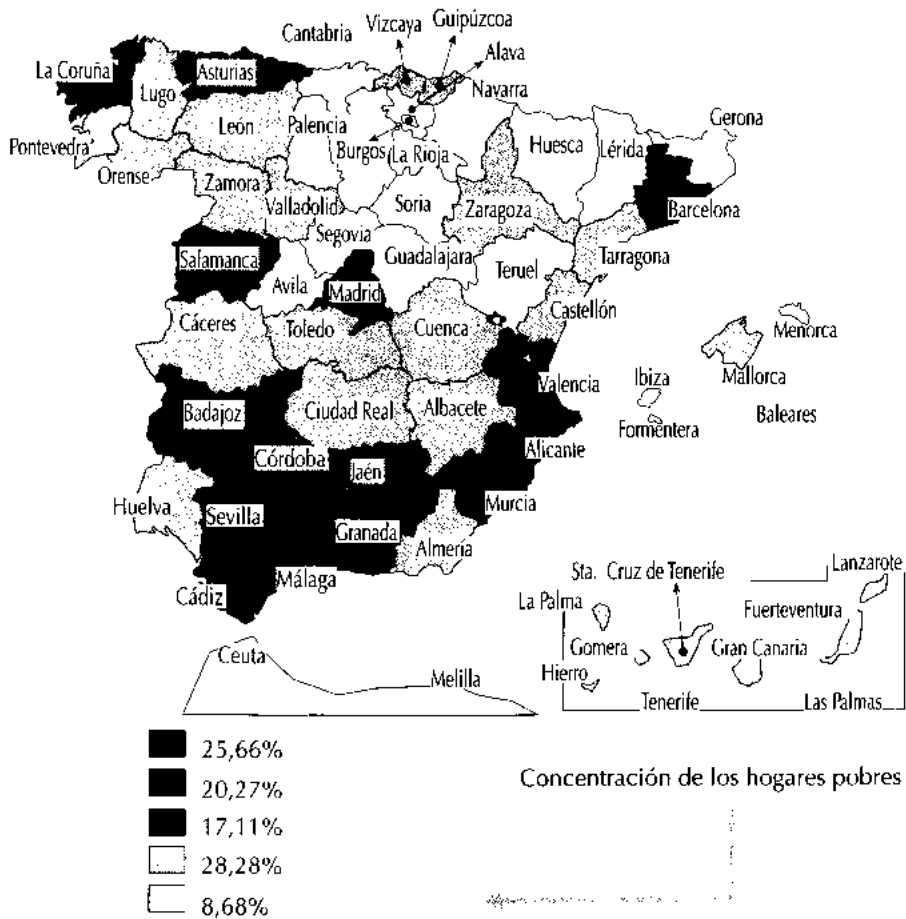 Cantabria
Vizcaya
Guipúzcoa
Alava
La Coruña
Asturias
Navarra
Lugo
León
Palencia
Gerona
Pontevedra
Burgos
La Rioja
Huesca
Lérida
Orense
Zamora
Valladolid
Soria
Zaragoza
Barcelona
Segovia
Salamanca
Guadalajara
Teruel
Tarragona
Avila
Madrid
Castellón
Cáceres
Toledo
Cuenca
Menorca
Mallorca
Ibiza
Valencia
Badajoz
Ciudad Real
Albacete
Baleares
Formentera
Córdoba
Jaén
Alicante
Huelva
Sevilla
Murcia
Granada
Almería
Málaga
Cádiz
Sta. Cruz de Tenerife
Lanzarote
La Palma
Fuerteventura
Gomera
Gran Canaria
Hierro
Tenerife
Las Palmas
Ceuta
Melilla
25,66%
20,27%
17,11%
28,28%
8,68%
Concentración de los hogares pobres